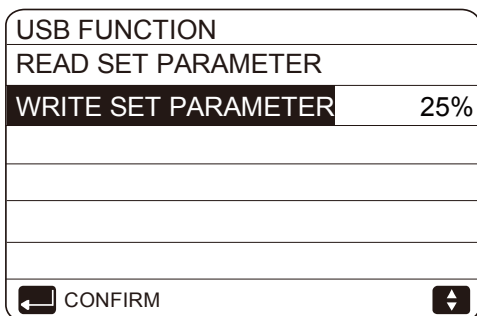 USB FUNCTION
READ SET PARAMETER
WRITE SET PARAMETER 25%
CONFIRM